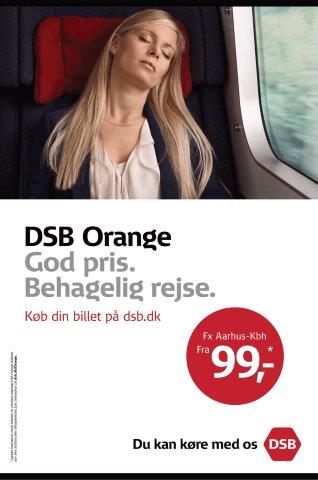 DSB Orange
God pris.
Behagelig rejse.
Køb din billet på dsb.dk
Fx Aarhus-Kbh
Fra 99,-*
Du kan køre med os DSB